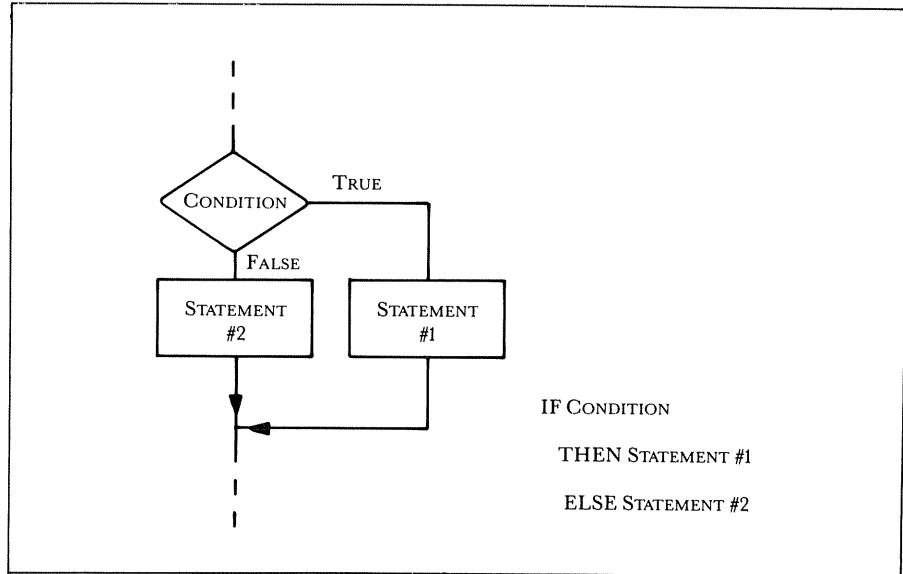 TRUE
CONDITION
FALSE
STATEMENT
#2
STATEMENT
#1
IF CONDITION
THEN STATEMENT #1
ELSE STATEMENT #2